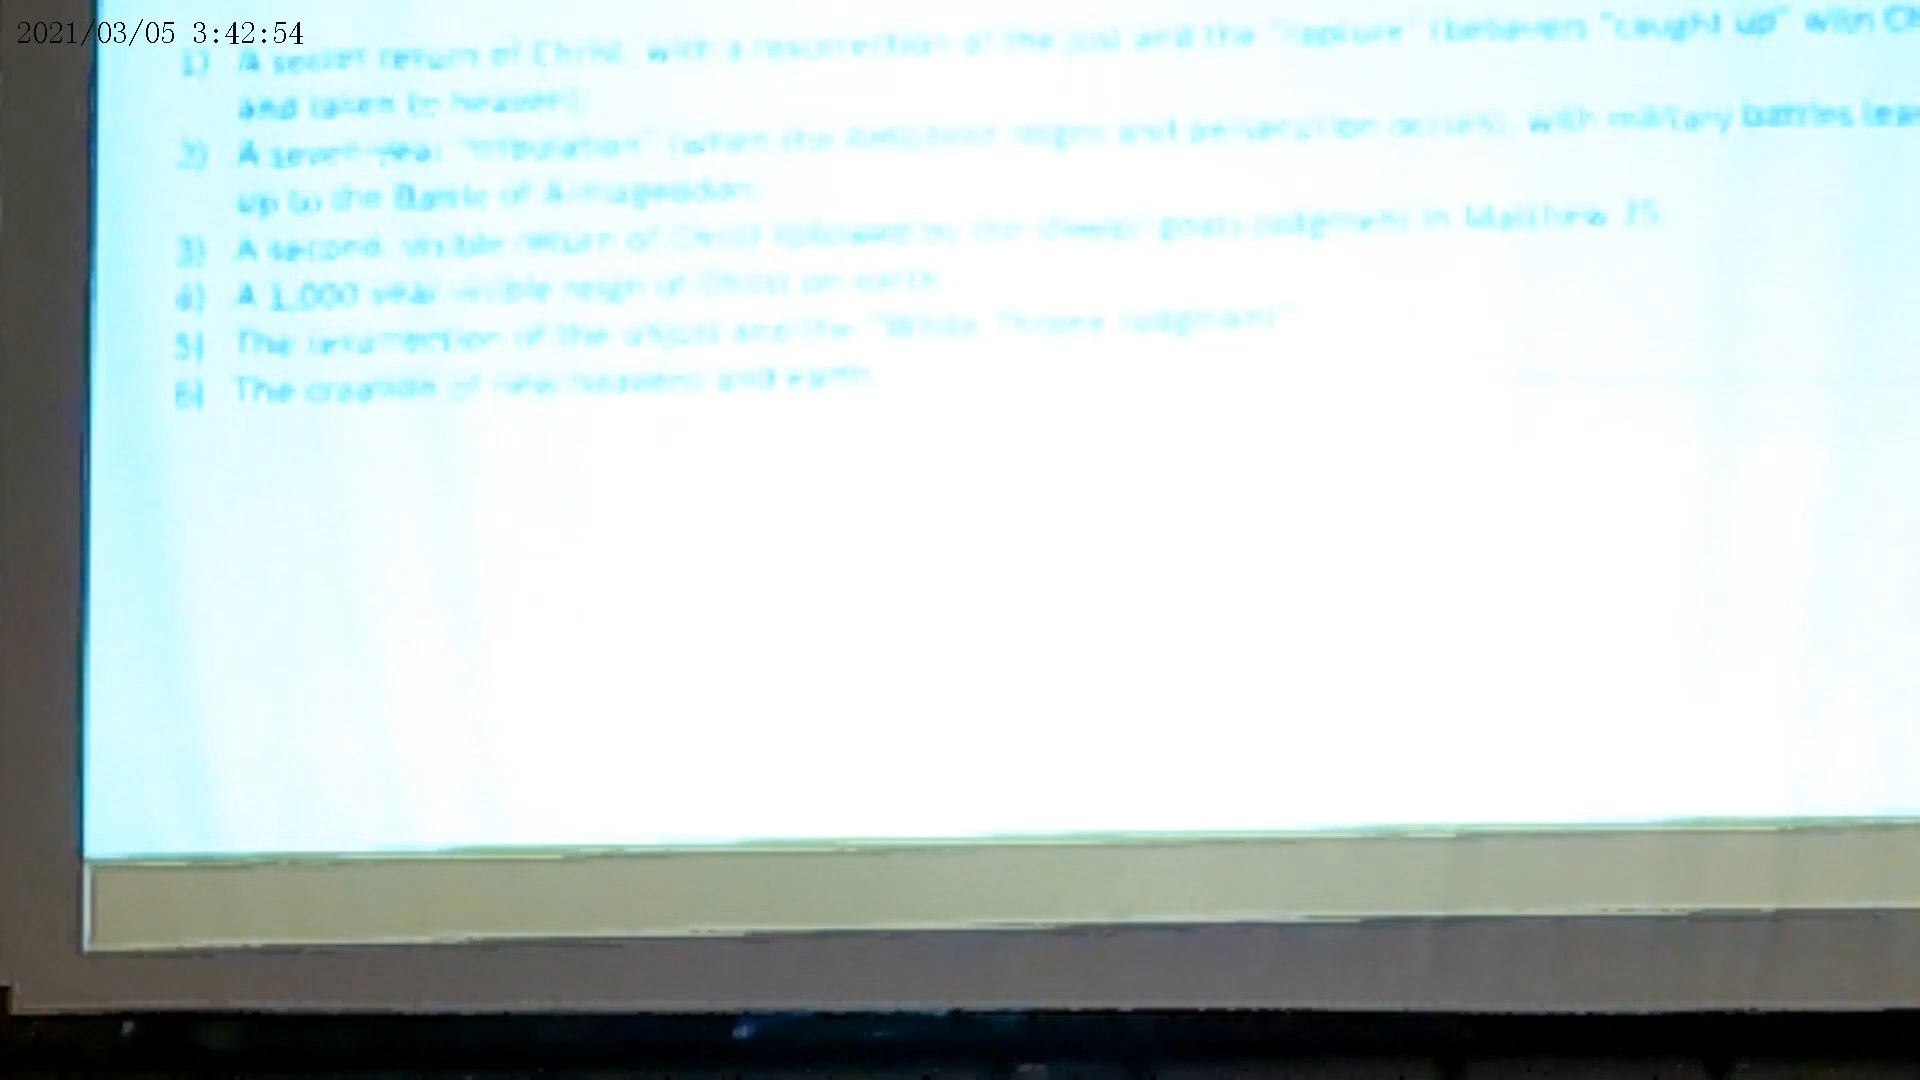 2021/03/05 3:42:54
1) A secret return of Christ, with a resurrection of the just and the "rapture" (believers "caught up" with Ch
and taken to heaven).
2) A seven-year "tribulation" (when the Antichrist reigns and persecution occurs), with military battles lea
up to the Battle of Armageddon.
3) A second, visible return of Christ followed by the sheep/ goats judgment in Matthew 25.
4) A 1,000 year visible reign of Christ on earth.
5) The resurrection of the unjust and the "White Throne Judgment"
6) The creation of new heavens and earth.